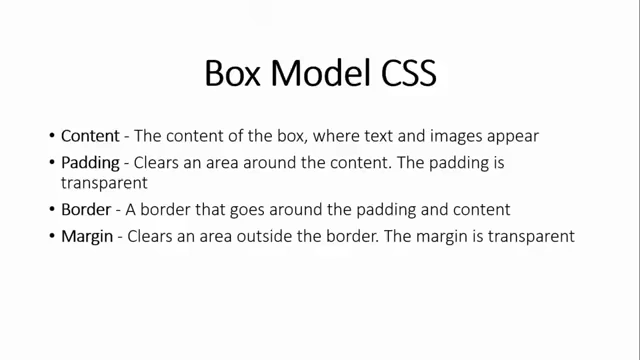 Box Model CSS
• Content - The content of the box, where text and images appear
• Padding - Clears an area around the content. The padding is
transparent
• Border - A border that goes around the padding and content
• Margin - Clears an area outside the border. The margin is transparent